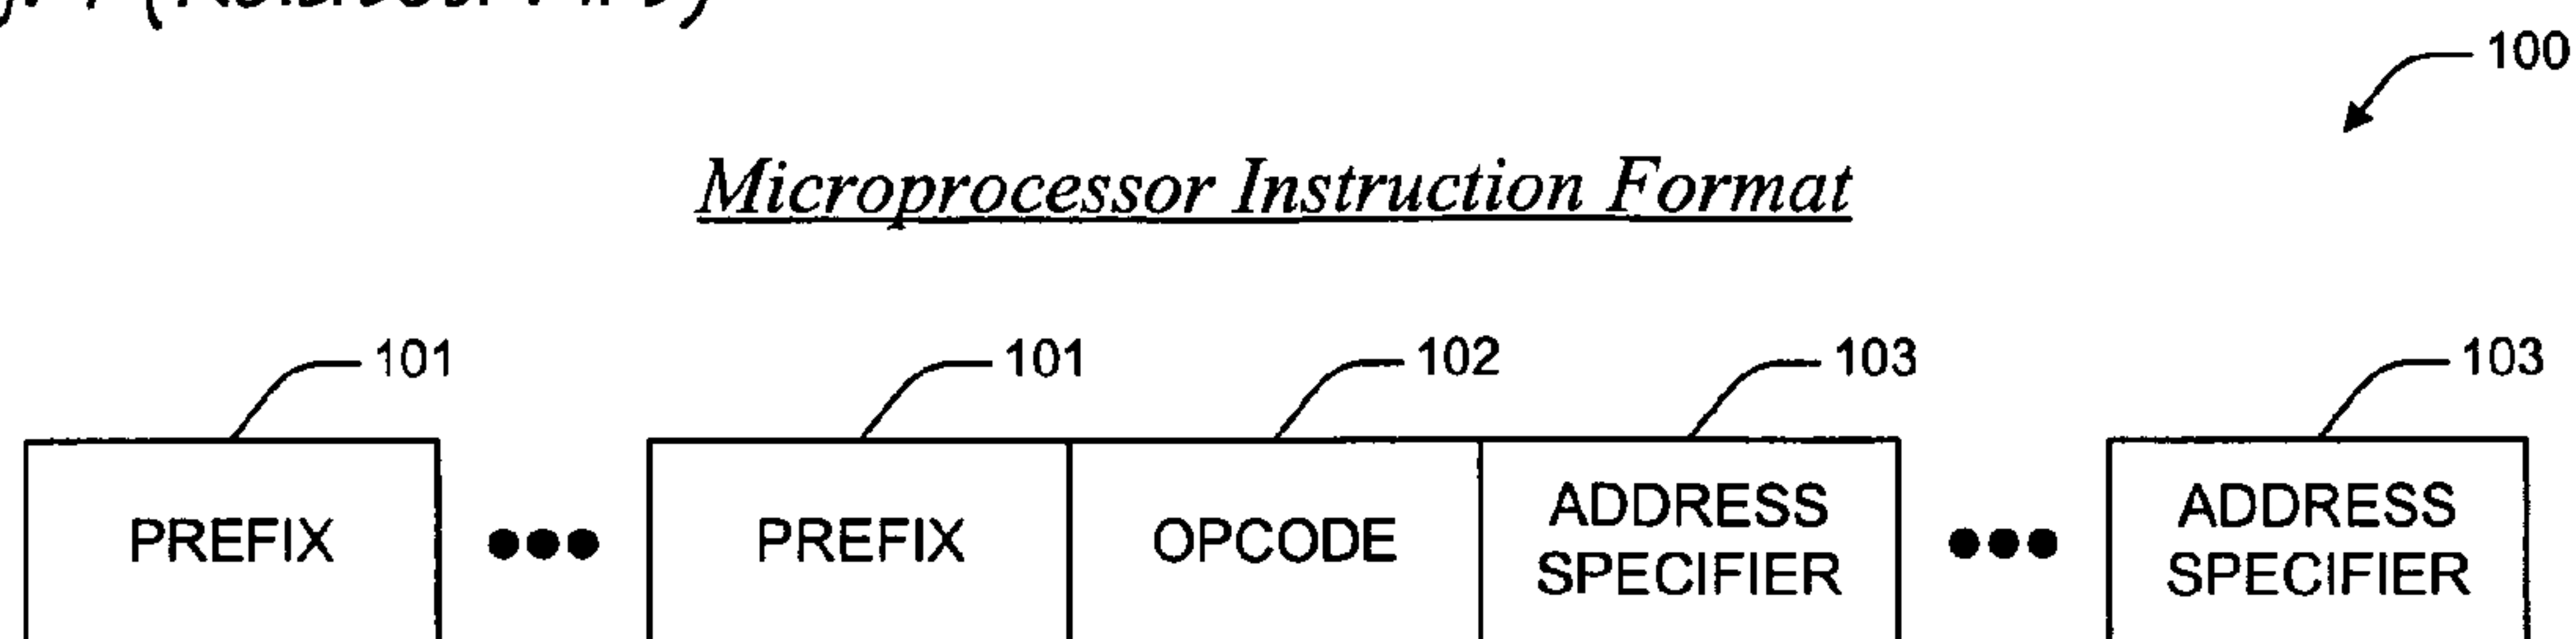 100
Microprocessor Instruction Format
101 101 102 103 103
PREFIX ●●● PREFIX OPCODE ADDRESS SPECIFIER ●●● ADDRESS SPECIFIER